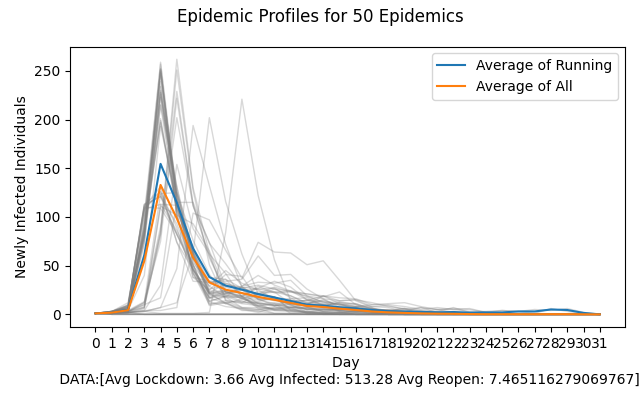 Epidemic Profiles for 50 Epidemics
Average of Running
Average of All
Newly Infected Individuals
250
200
150
100
50
0
0 1 2 3 4 5 6 7 8 9 10 11 12 13 14 15 16 17 18 19 20 21 22 23 24 25 26 27 28 29 30 31
Day
DATA:[Avg Lockdown: 3.66 Avg Infected: 513.28 Avg Reopen: 7.465116279069767]